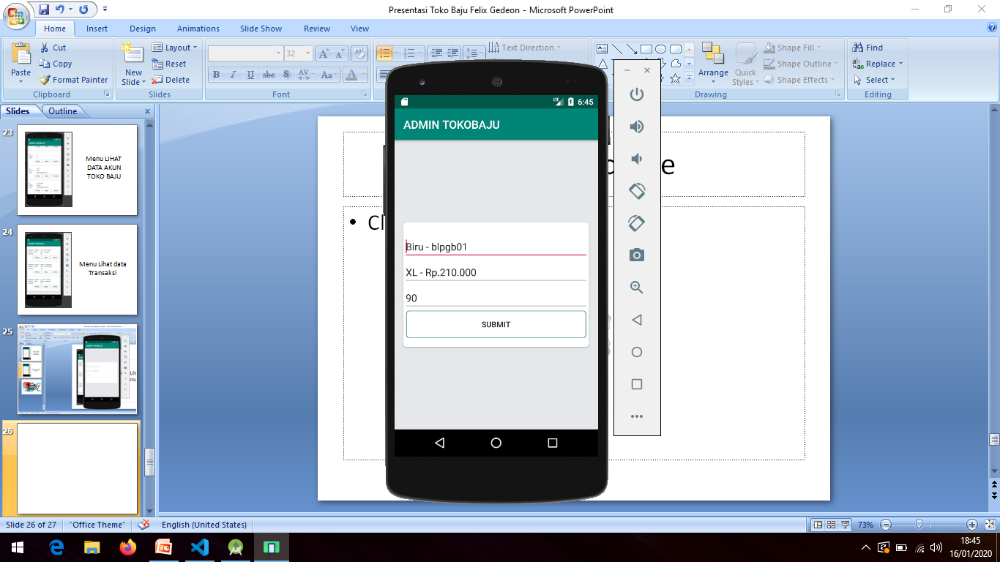 Presentasi Toko Baju Felix Gedeon - Microsoft PowerPoint
Home Insert Design Animations Slide Show Review View
Cut
Copy
Format Painter
Paste
Clipboard
New Slide
Layout
Reset
Delete
Slides
32
B I U abc S AV Aa A
Font
Text Direction
Arrange
Quick Styles
Shape Fill
Shape Outline
Shape Effects
Drawing
Find
Replace
Select
Editing
Slides Outline
23
Menu LIHAT
DATA AKUN
TOKO BAJU
24
Menu Lihat data
Transaksi
25
26
LTE 6:45
ADMIN TOKOBAJU
Biru - blpgb01
XL - Rp.210.000
90
SUBMIT
Slide 26 of 27 "Office Theme" English (United States) 73%
18:45
16/01/2020